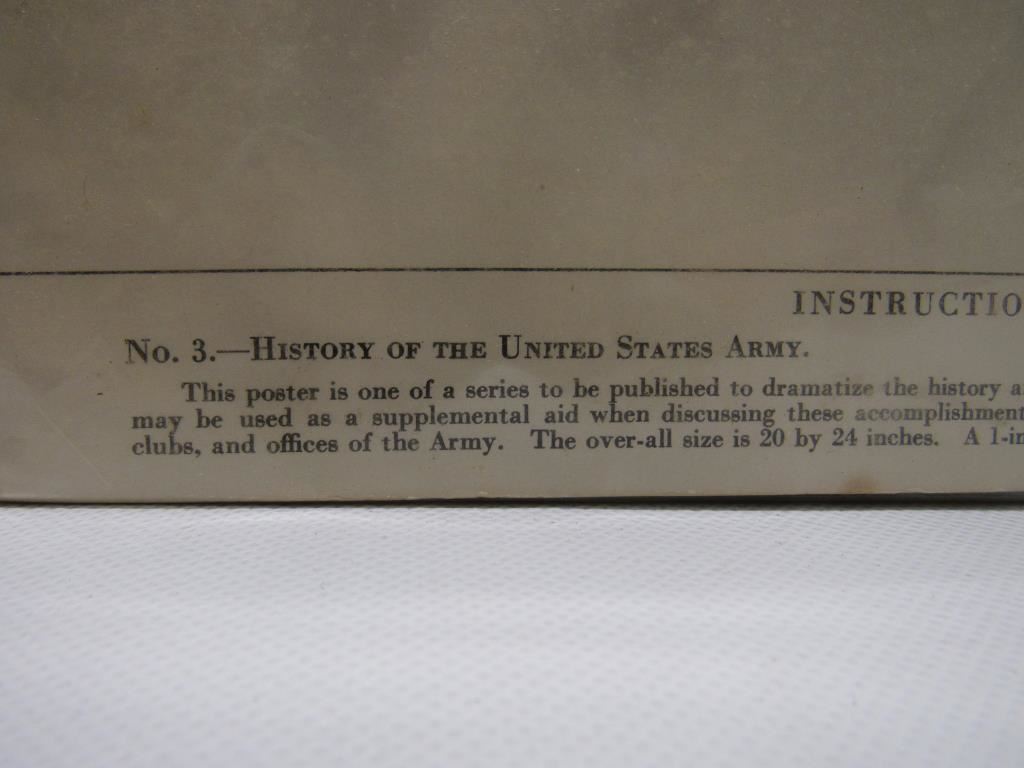 INSTRUCTIO
No. 3.—History of the United States Army.
This poster is one of a series to be published to dramatize the history a
may be used as a supplemental aid when discussing these accomplishment
clubs, and offices of the Army. The over-all size is 20 by 24 inches. A 1-in